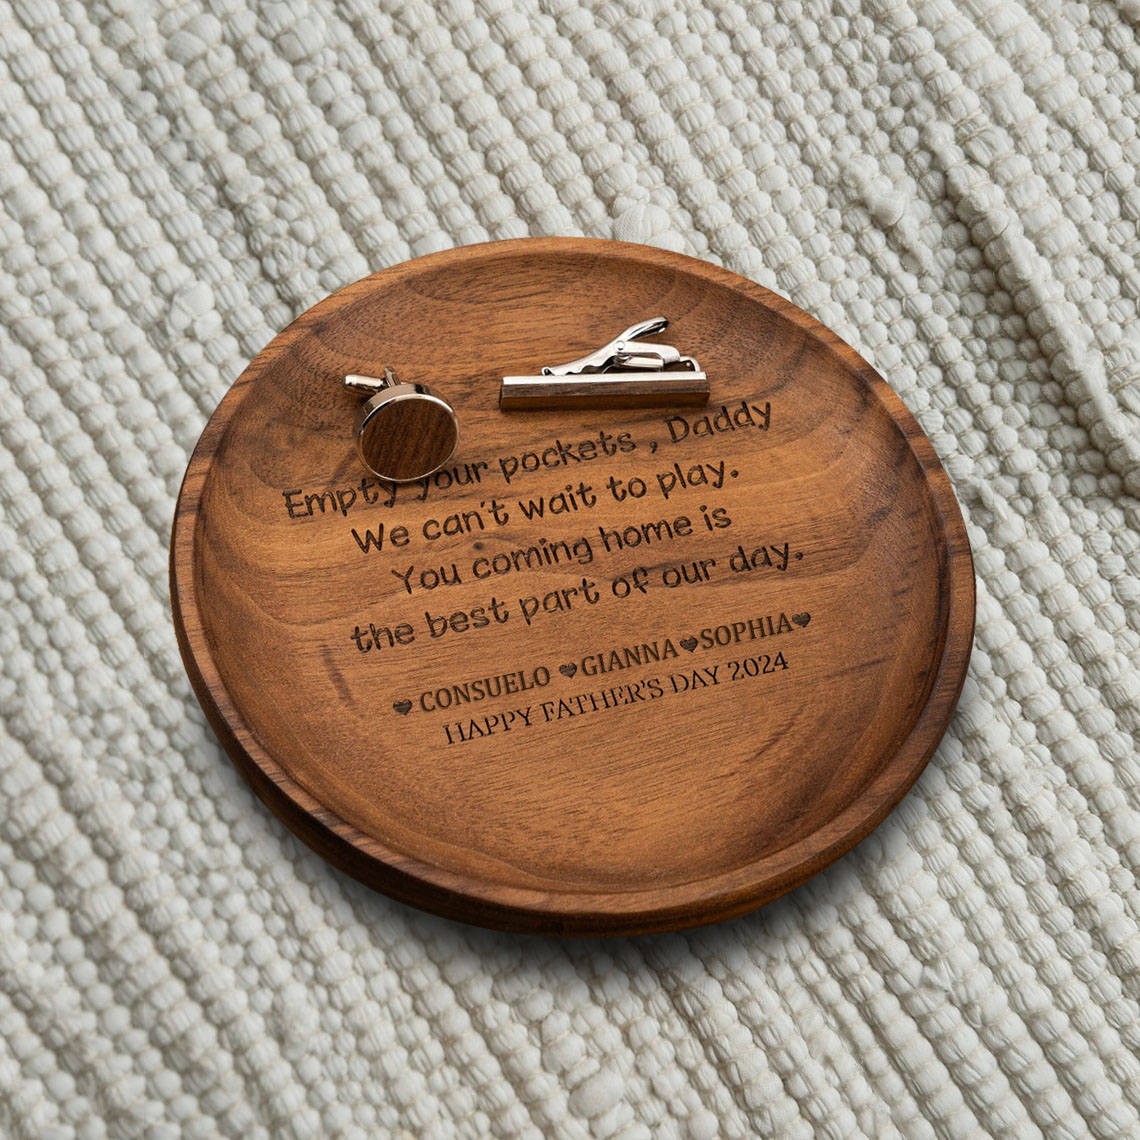 Empty your pockets , Daddy
We can't wait to play.
You coming home is
the best part of our day.
♥CONSUELO ♥GIANNA♥SOPHIA♥
HAPPY FATHER'S DAY 2024